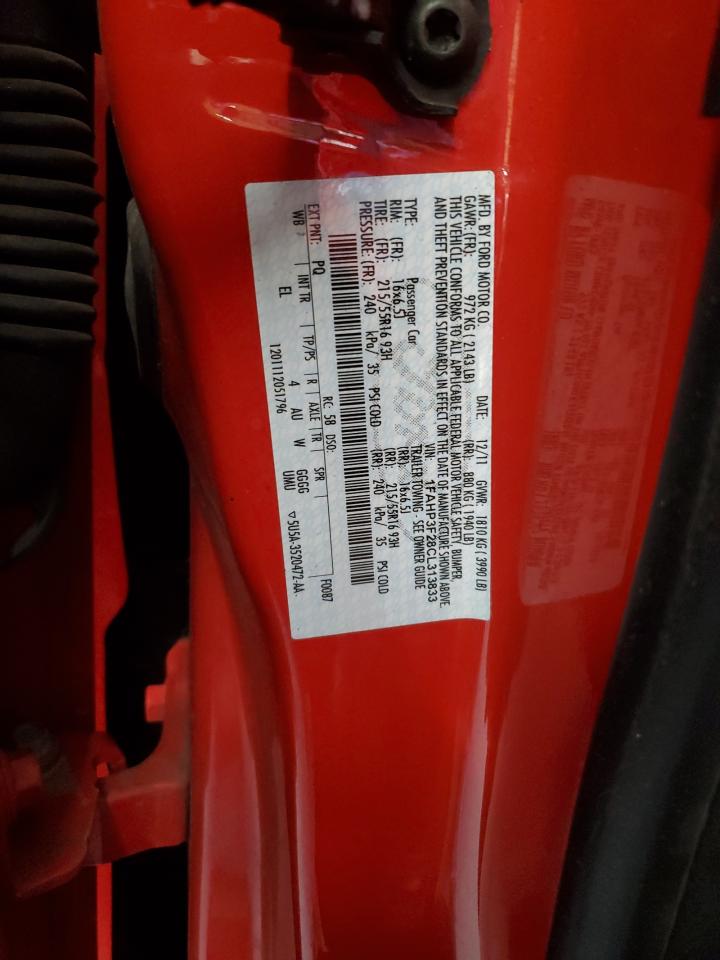 MFD. BY FORD MOTOR CO. DATE: 12/11 GVWR: 1810 KG ( 3990 LB)
GAWR: (FR): 972 KG ( 2143 LB) (RR): 880 KG ( 1940 LB)
THIS VEHICLE CONFORMS TO ALL APPLICABLE FEDERAL MOTOR VEHICLE SAFETY, BUMPER,
AND THEFT PREVENTION STANDARDS IN EFFECT ON THE DATE OF MANUFACTURE SHOWN ABOVE.
VIN: 1FAHP3F28CL313833
TYPE: Passenger Car TRAILER TOWING - SEE OWNER GUIDE
RIM: (FR): 16x6.5J (RR): 16x6.5J
TIRE: (FR): 215/55R16 93H (RR): 215/55R16 93H
PRESSURE: (FR): 240 kPa/ 35 PSI COLD (RR): 240 kPa/ 35 PSI COLD
F0087
EXT PNT: PQ RC: 58 DSO:
WB INT TR TP/PS R AXLE TR SPR
EL 4 AU W GGGG UMU
1201112051796 ▽5U5A-3520472-AA